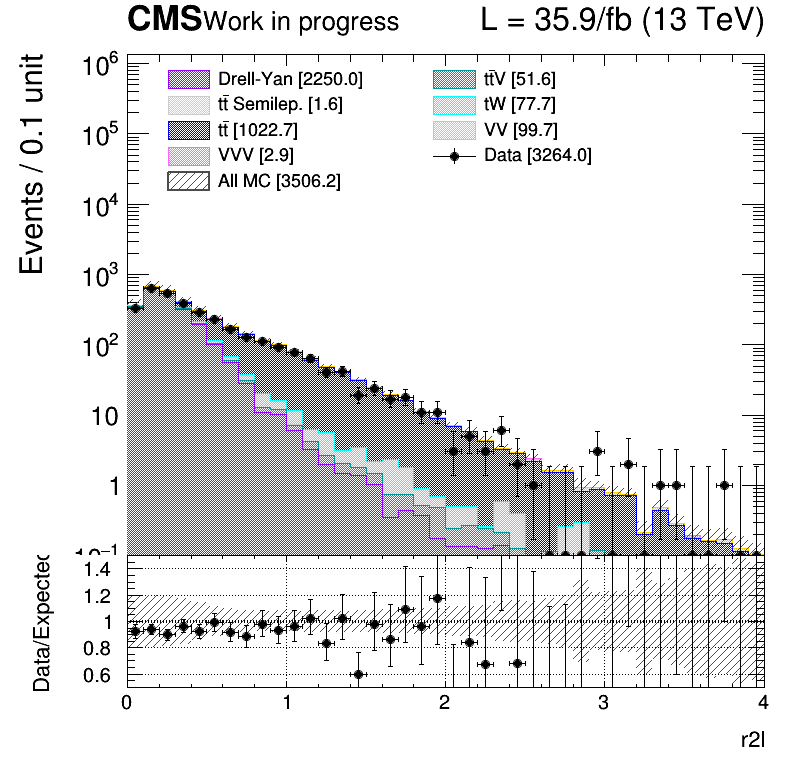 CMS Work in progress L = 35.9/fb (13 TeV)
Events / 0.1 unit
10⁶
10⁵
10⁴
10³
10²
10
1
10⁻¹
Drell-Yan [2250.0]
tt̄ Semilep. [1.6]
tt̄ [1022.7]
VVV [2.9]
All MC [3506.2]
tt̄V [51.6]
tW [77.7]
VV [99.7]
Data [3264.0]
Data/Expected
1.4
1.2
1
0.8
0.6
0 1 2 3 4
r2l